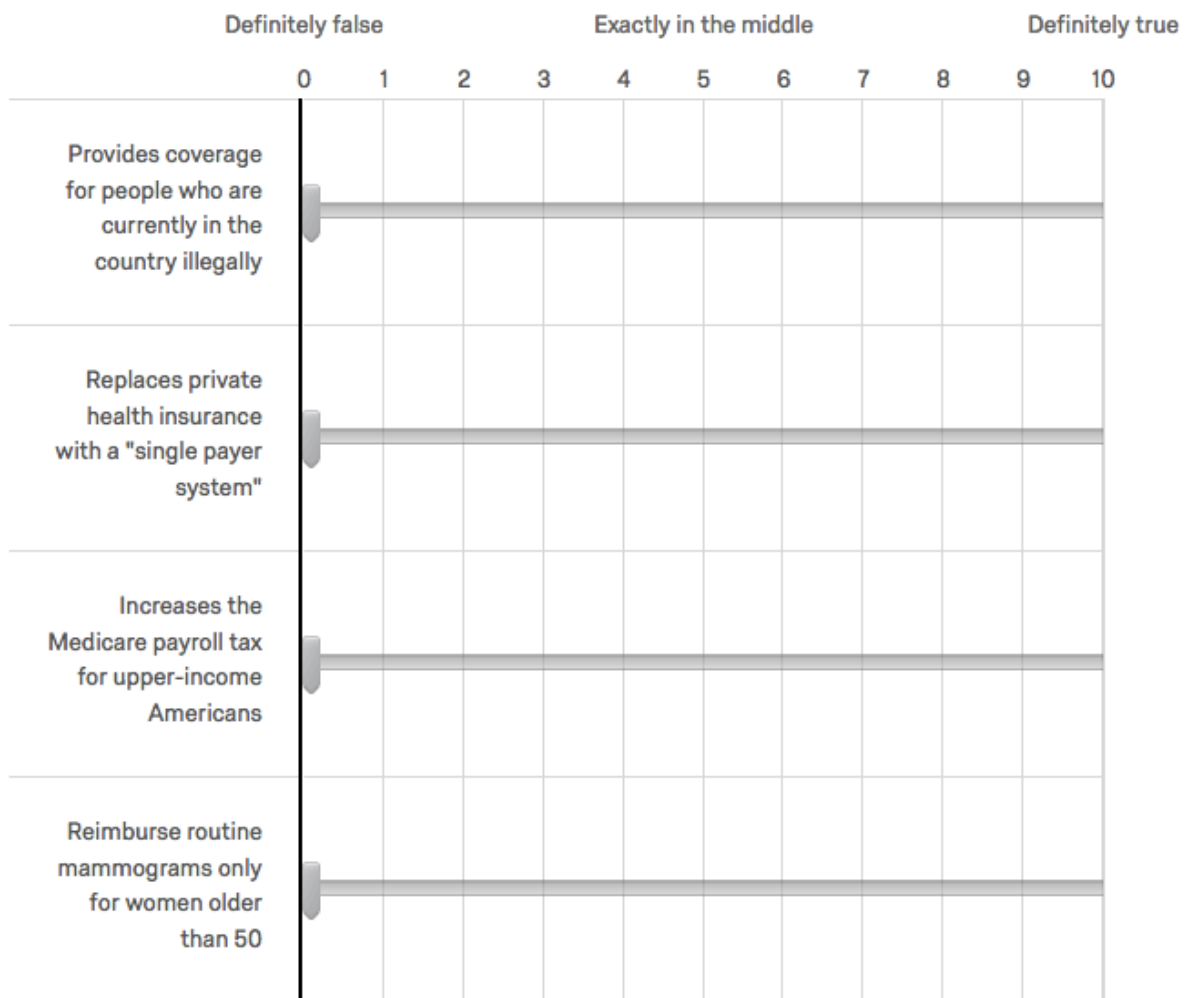 Definitely false Exactly in the middle Definitely true
0 1 2 3 4 5 6 7 8 9 10
Provides coverage
for people who are
currently in the
country illegally
Replaces private
health insurance
with a "single payer
system"
Increases the
Medicare payroll tax
for upper-income
Americans
Reimburse routine
mammograms only
for women older
than 50